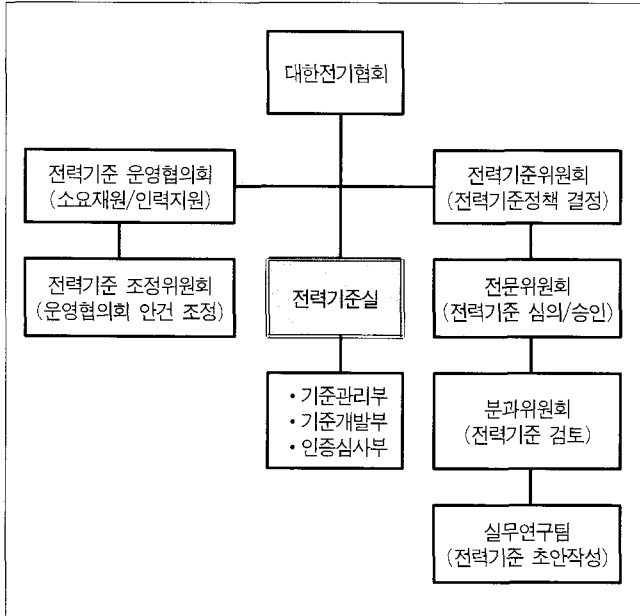 대한전기협회
전력기준 운영협의회
(소요재원/인력지원)
전력기준위원회
(전력기준정책 결정)
전력기준 조정위원회
(운영협의회 안건 조정)
전력기준실
전문위원회
(전력기준 심의/승인)
• 기준관리부
• 기준개발부
• 인증심사부
분과위원회
(전력기준 검토)
실무연구팀
(전력기준 초안작성)